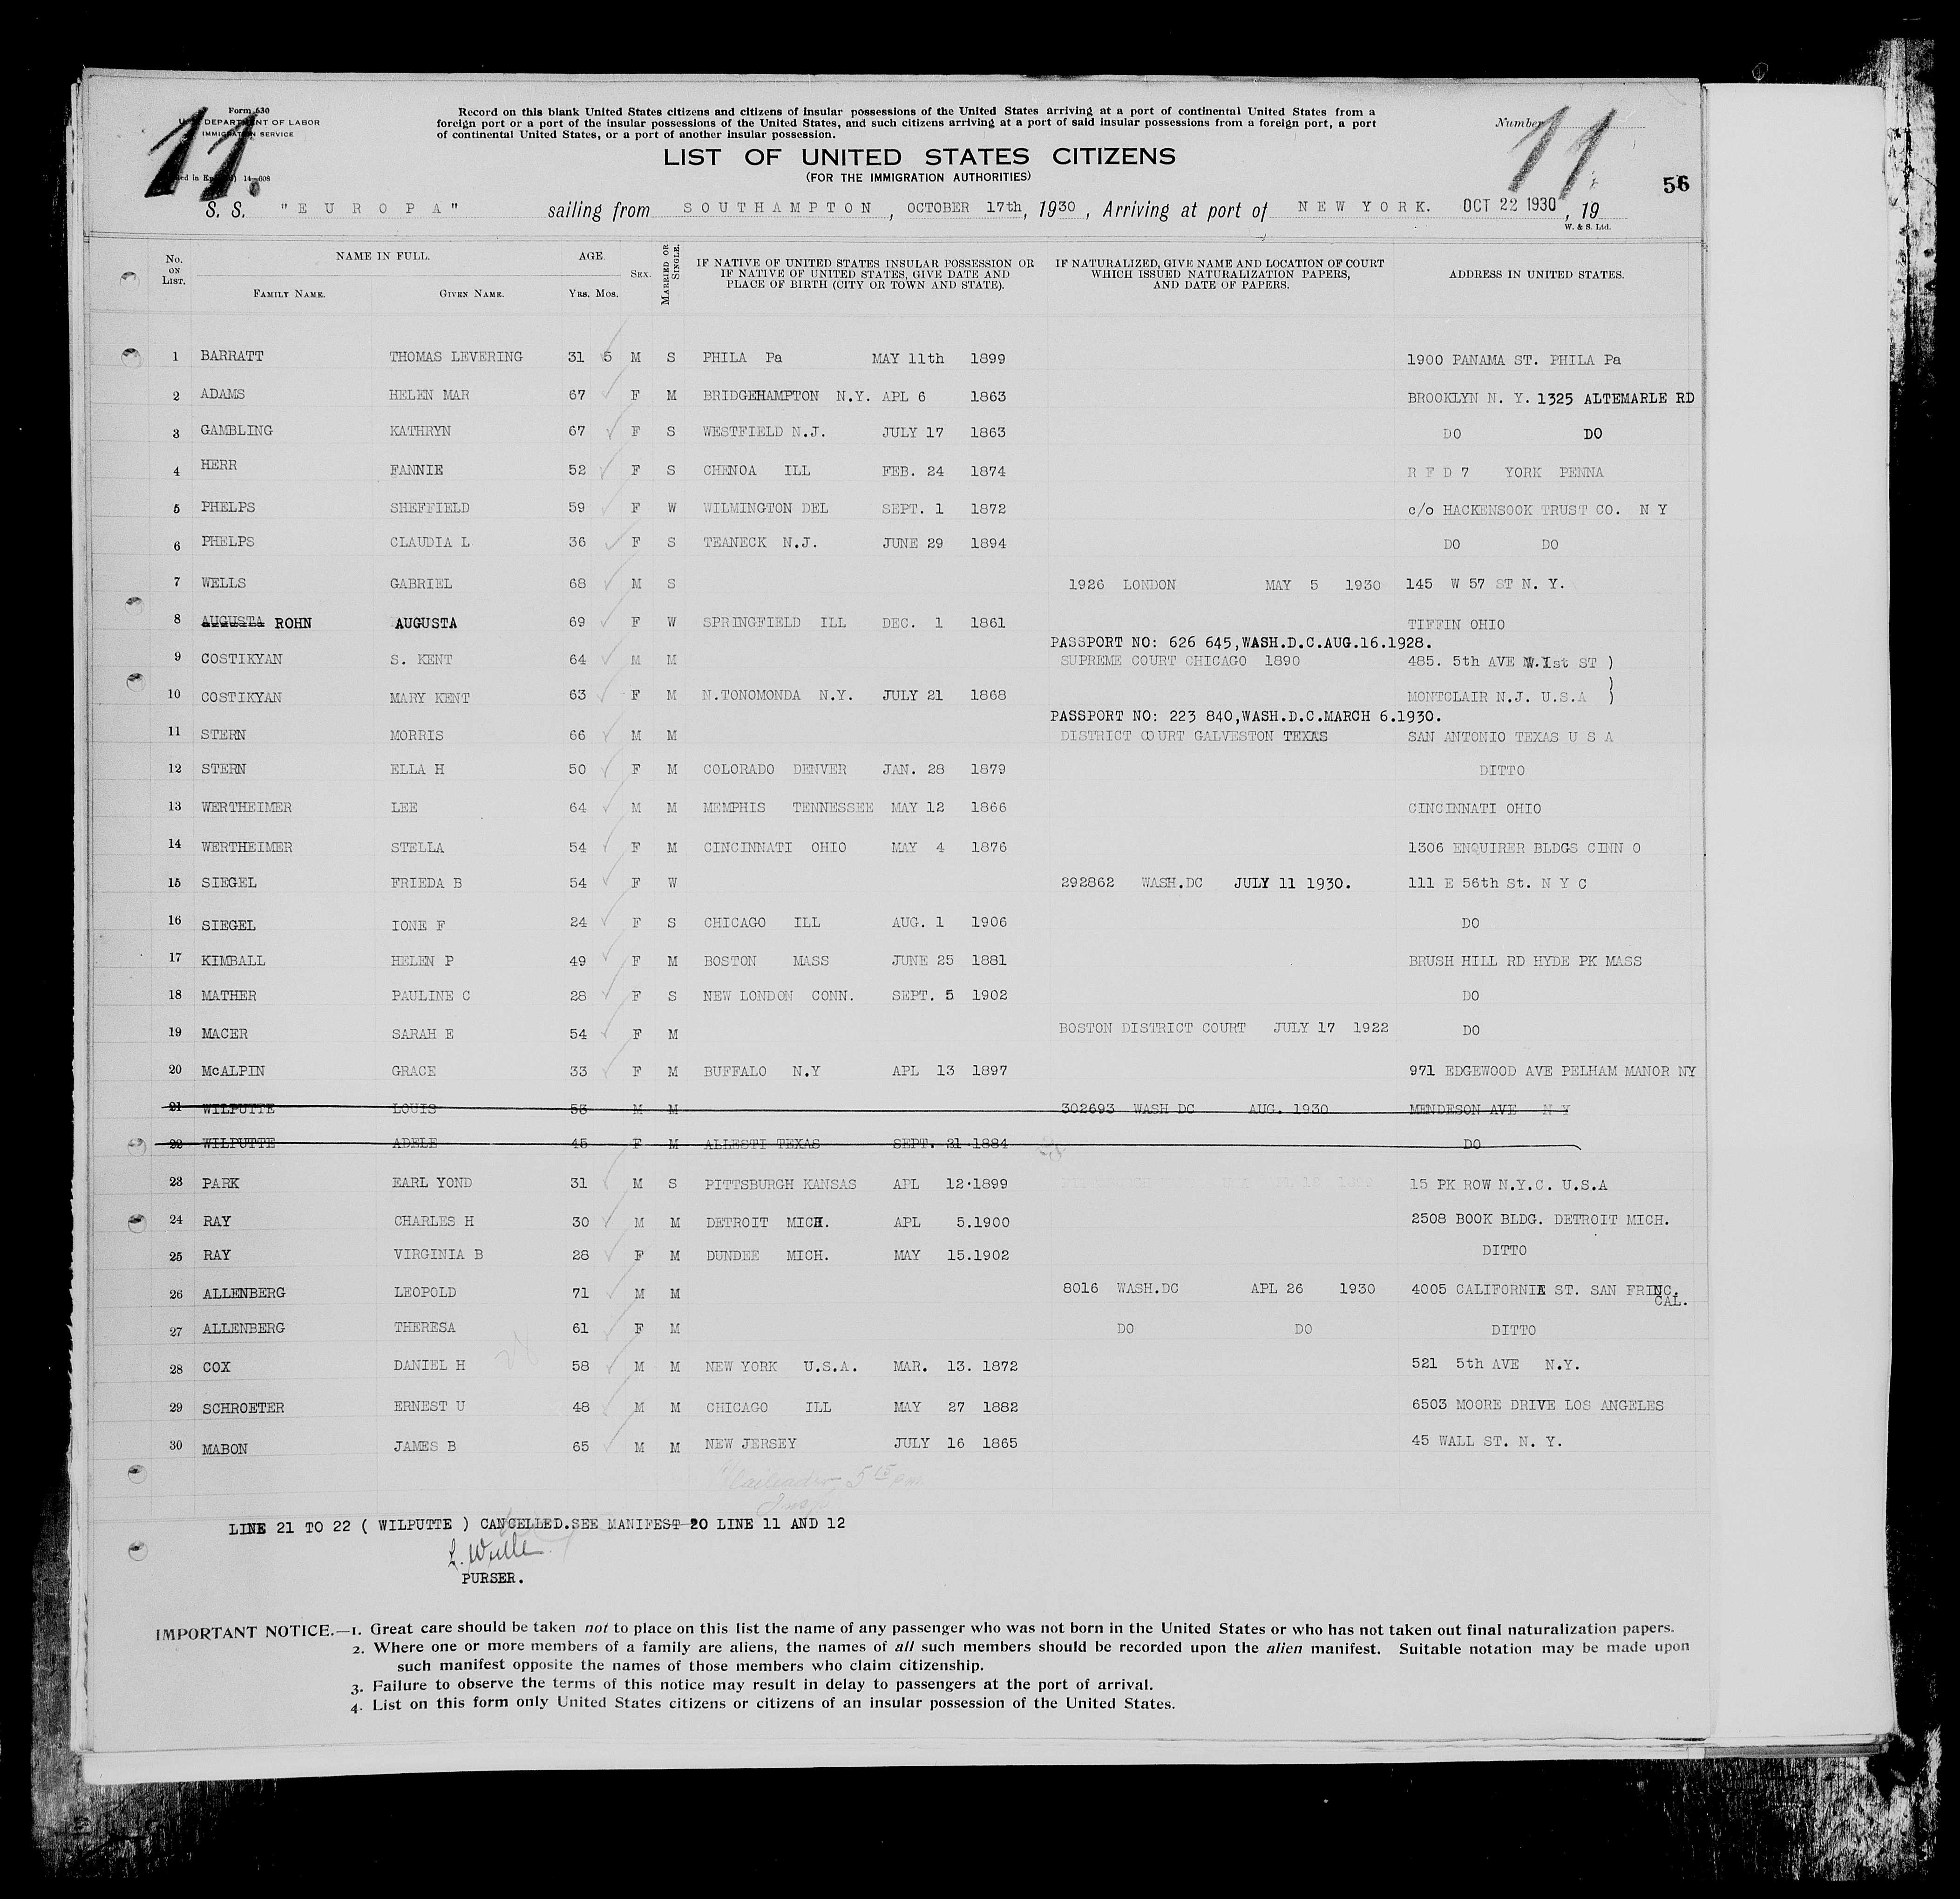 11.
Form 630
DEPARTMENT OF LABOR
IMMIGRATION SERVICE
14—608
Record on this blank United States citizens and citizens of insular possessions of the United States arriving at a port of continental United States from a
foreign port or a port of the insular possessions of the United States, and such citizens arriving at a port of said insular possessions from a foreign port, a port
of continental United States, or a port of another insular possession.
Number 11
LIST OF UNITED STATES CITIZENS
(FOR THE IMMIGRATION AUTHORITIES)
56
S. S. "EUROPA" sailing from SOUTHAMPTON, OCTOBER 17th, 1930, Arriving at port of NEW YORK. OCT 22 1930, 19
W. & S. Ltd.
No. ON LIST. NAME IN FULL. FAMILY NAME. GIVEN NAME. AGE. YRS. MOS. SEX. MARRIED OR SINGLE. IF NATIVE OF UNITED STATES INSULAR POSSESSION OR IF NATIVE OF UNITED STATES, GIVE DATE AND PLACE OF BIRTH (CITY OR TOWN AND STATE). IF NATURALIZED, GIVE NAME AND LOCATION OF COURT WHICH ISSUED NATURALIZATION PAPERS, AND DATE OF PAPERS. ADDRESS IN UNITED STATES.
1 BARRATT THOMAS LEVERING 31 5 M S PHILA Pa MAY 11th 1899 1900 PANAMA ST. PHILA Pa
2 ADAMS HELEN MAR 67 F M BRIDGEHAMPTON N.Y. APL 6 1863 BROOKLYN N. Y. 1325 ALTEMARLE RD
3 GAMBLING KATHRYN 67 F S WESTFIELD N.J. JULY 17 1863 DO DO
4 HERR FANNIE 52 F S CHENOA ILL FEB. 24 1874 R F D 7 YORK PENNA
5 PHELPS SHEFFIELD 59 F W WILMINGTON DEL SEPT. 1 1872 c/o HACKENSOOK TRUST CO. N Y
6 PHELPS CLAUDIA L 36 F S TEANECK N.J. JUNE 29 1894 DO DO
7 WELLS GABRIEL 68 M S 1926 LONDON MAY 5 1930 145 W 57 ST N. Y.
8 AUGUSTA ROHN AUGUSTA 69 F W SPRINGFIELD ILL DEC. 1 1861 TIFFIN OHIO
PASSPORT NO: 626 645,WASH.D.C.AUG.16.1928.
9 COSTIKYAN S. KENT 64 M M SUPREME COURT CHICAGO 1890 485. 5th AVE 1st ST )
10 COSTIKYAN MARY KENT 63 F M N.TONOMONDA N.Y. JULY 21 1868 MONTCLAIR N.J. U.S.A )
PASSPORT NO: 223 840,WASH.D.C.MARCH 6.1930.
11 STERN MORRIS 66 M M DISTRICT COURT GALVESTON TEXAS SAN ANTONIO TEXAS U S A
12 STERN ELLA H 50 F M COLORADO DENVER JAN. 28 1879 DITTO
13 WERTHEIMER LEE 64 M M MEMPHIS TENNESSEE MAY 12 1866 CINCINNATI OHIO
14 WERTHEIMER STELLA 54 F M CINCINNATI OHIO MAY 4 1876 1306 ENQUIRER BLDGS CINN O
15 SIEGEL FRIEDA B 54 F W 292862 WASH.DC JULY 11 1930. 111 E 56th St. N Y C
16 SIEGEL IONE F 24 F S CHICAGO ILL AUG. 1 1906 DO
17 KIMBALL HELEN P 49 F M BOSTON MASS JUNE 25 1881 BRUSH HILL RD HYDE PK MASS
18 MATHER PAULINE C 28 F S NEW LONDON CONN. SEPT. 5 1902 DO
19 MACER SARAH E 54 F M BOSTON DISTRICT COURT JULY 17 1922 DO
20 McALPIN GRACE 33 F M BUFFALO N.Y APL 13 1897 971 EDGEWOOD AVE PELHAM MANOR NY
21 WILPUTTE LOUIS 53 M M 302693 WASH DC AUG. 1930 MENDESON AVE N Y
22 WILPUTTE ADELE 45 F M ALLESTI TEXAS SEPT. 21 1884 DO
23 PARK EARL YOND 31 M S PITTSBURGH KANSAS APL 12.1899 15 PK ROW N.Y.C. U.S.A
24 RAY CHARLES H 30 M M DETROIT MICH. APL 5.1900 2508 BOOK BLDG. DETROIT MICH.
25 RAY VIRGINIA B 28 F M DUNDEE MICH. MAY 15.1902 DITTO
26 ALLENBERG LEOPOLD 71 M M 8016 WASH.DC APL 26 1930 4005 CALIFORNIA ST. SAN FRINC.
CAL.
27 ALLENBERG THERESA 61 F M DO DO DITTO
28 COX DANIEL H 58 M M NEW YORK U.S.A. MAR. 13. 1872 521 5th AVE N.Y.
29 SCHROETER ERNEST U 48 M M CHICAGO ILL MAY 27 1882 6503 MOORE DRIVE LOS ANGELES
30 MABON JAMES B 65 M M NEW JERSEY JULY 16 1865 45 WALL ST. N. Y.
LINE 21 TO 22 ( WILPUTTE ) CANCELLED.SEE MANIFEST 20 LINE 11 AND 12
PURSER.
IMPORTANT NOTICE.—1. Great care should be taken not to place on this list the name of any passenger who was not born in the United States or who has not taken out final naturalization papers.
2. Where one or more members of a family are aliens, the names of all such members should be recorded upon the alien manifest. Suitable notation may be made upon
such manifest opposite the names of those members who claim citizenship.
3. Failure to observe the terms of this notice may result in delay to passengers at the port of arrival.
4. List on this form only United States citizens or citizens of an insular possession of the United States.